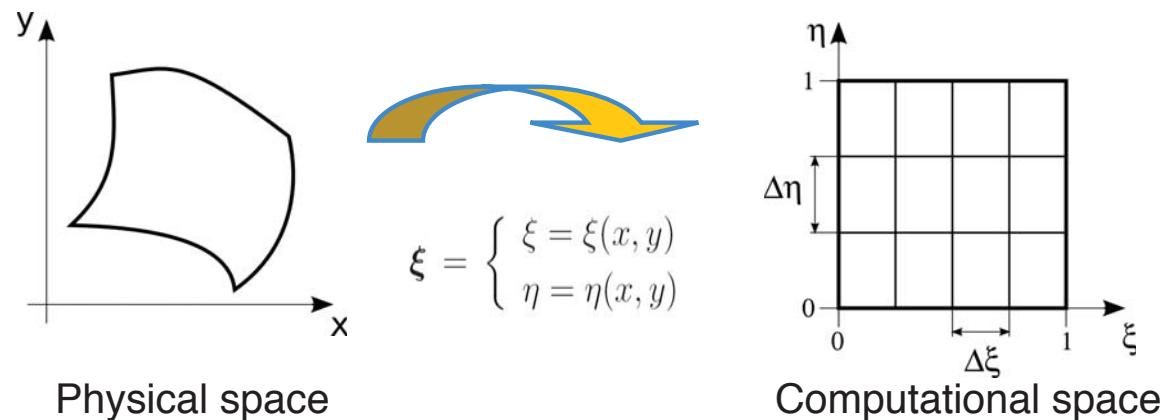 y
x
Physical space
ξ = { ξ = ξ(x, y)
η = η(x, y)
η
1
Δη
0
0
1
ξ
Δξ
Computational space